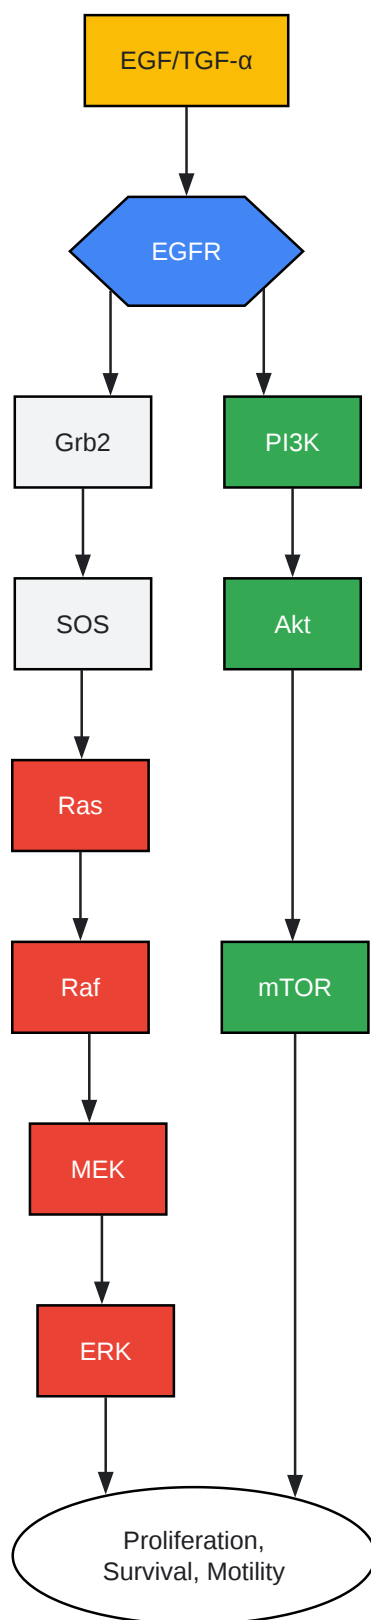 EGF/TGF-α
EGFR
Grb2
PI3K
SOS
Akt
Ras
Raf
mTOR
MEK
ERK
Proliferation,
Survival, Motility